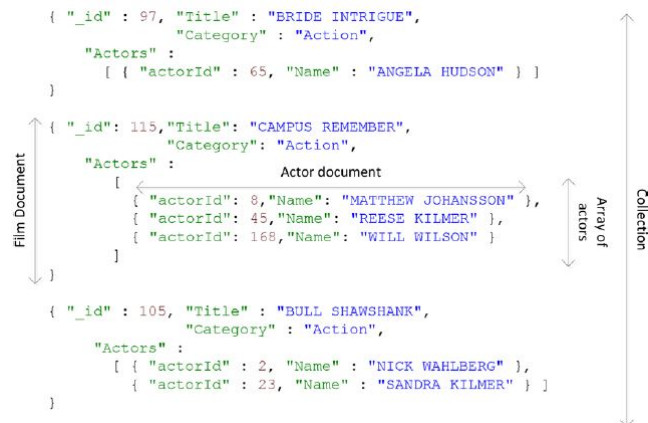 { "_id" : 97, "Title" : "BRIDE INTRIGUE",
"Category" : "Action",
"Actors" :
[ { "actorId" : 65, "Name" : "ANGELA HUDSON" } ]
}
{ "_id": 115,"Title": "CAMPUS REMEMBER",
"Category": "Action",
"Actors" :
Actor document
[
{ "actorId": 8,"Name": "MATTHEW JOHANSSON" },
{ "actorId": 45,"Name": "REESE KILMER" },
{ "actorId": 168,"Name": "WILL WILSON" }
]
}
Film Document
Array of
actors
Collection
{ "_id" : 105, "Title" : "BULL SHAWSHANK",
"Category" : "Action",
"Actors" :
[ { "actorId" : 2, "Name" : "NICK WAHLBERG" },
{ "actorId" : 23, "Name" : "SANDRA KILMER" } ]
}